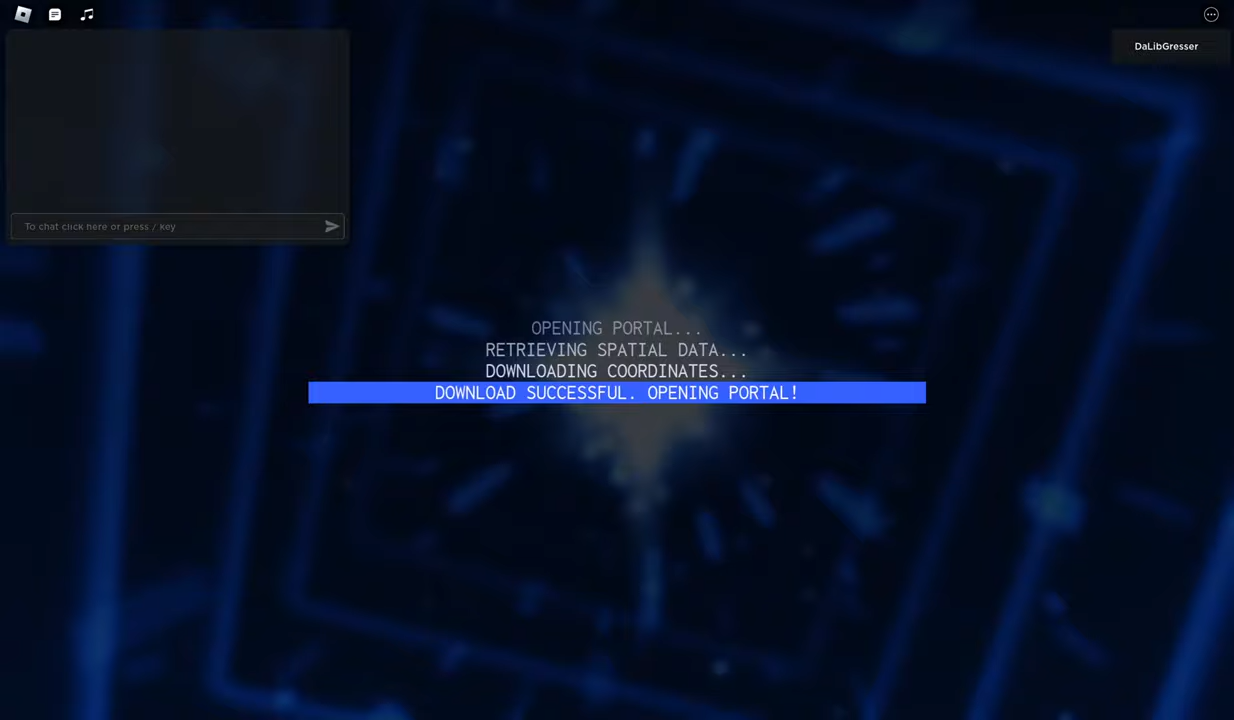 DaLibGresser
To chat click here or press / key
OPENING PORTAL...
RETRIEVING SPATIAL DATA...
DOWNLOADING COORDINATES...
DOWNLOAD SUCCESSFUL. OPENING PORTAL!